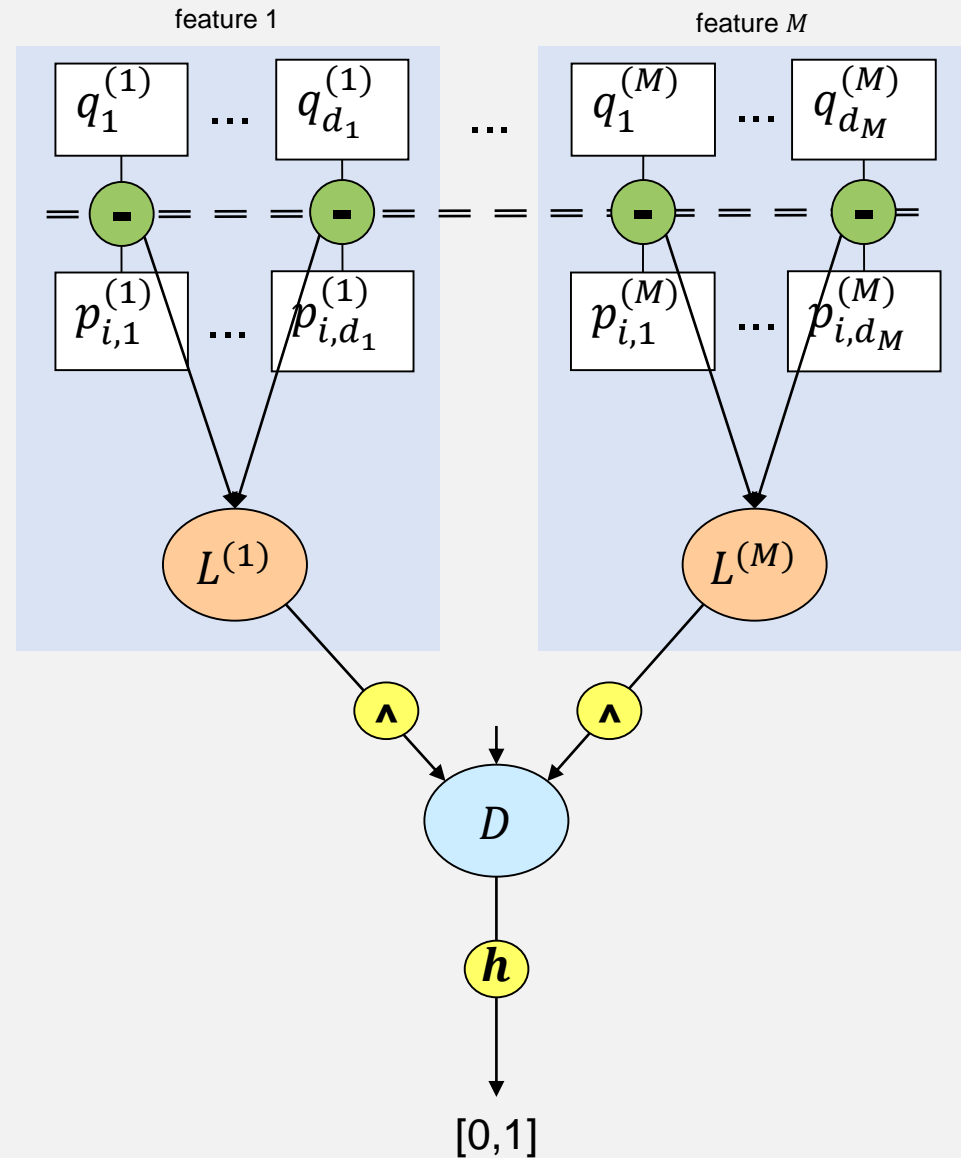 feature 1 feature M
q_1^{(1)} ... q_{d_1}^{(1)} ... q_1^{(M)} ... q_{d_M}^{(M)}
- - - -
p_{i,1}^{(1)} ... p_{i,d_1}^{(1)} p_{i,1}^{(M)} ... p_{i,d_M}^{(M)}
L^{(1)} L^{(M)}
∧ ∧
D
h
[0,1]